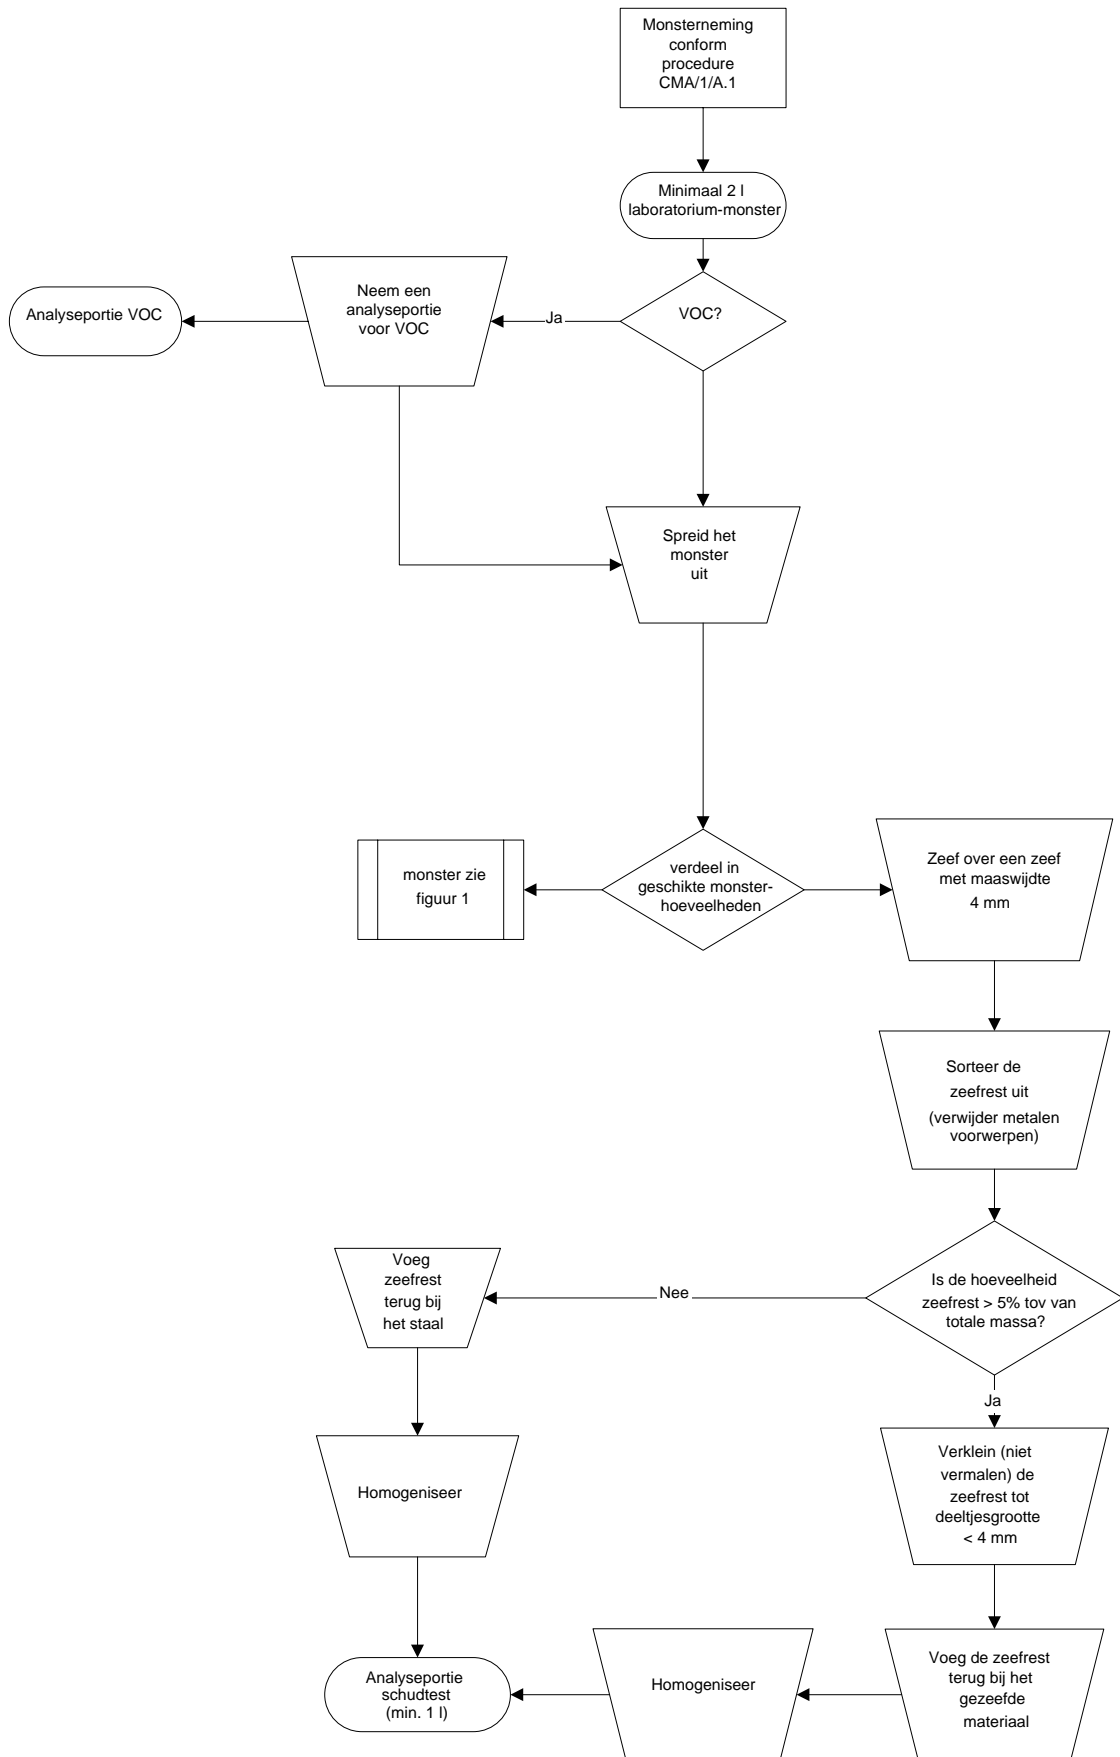 Monsterneming
conform
procedure
CMA/1/A.1
Minimaal 2 l
laboratorium-monster
VOC?
Ja
Neem een
analyseportie
voor VOC
Analyseportie VOC
Spreid het
monster
uit
verdeel in
geschikte monster-
hoeveelheden
monster zie
figuur 1
Zeef over een zeef
met maaswijdte
4 mm
Sorteer de
zeefrest uit
(verwijder metalen
voorwerpen)
Is de hoeveelheid
zeefrest > 5% tov van
totale massa?
Nee
Voeg
zeefrest
terug bij
het staal
Homogeniseer
Ja
Verklein (niet
vermalen) de
zeefrest tot
deeltjesgrootte
< 4 mm
Voeg de zeefrest
terug bij het
gezeefde
materiaal
Homogeniseer
Analyseportie
schudtest
(min. 1 l)